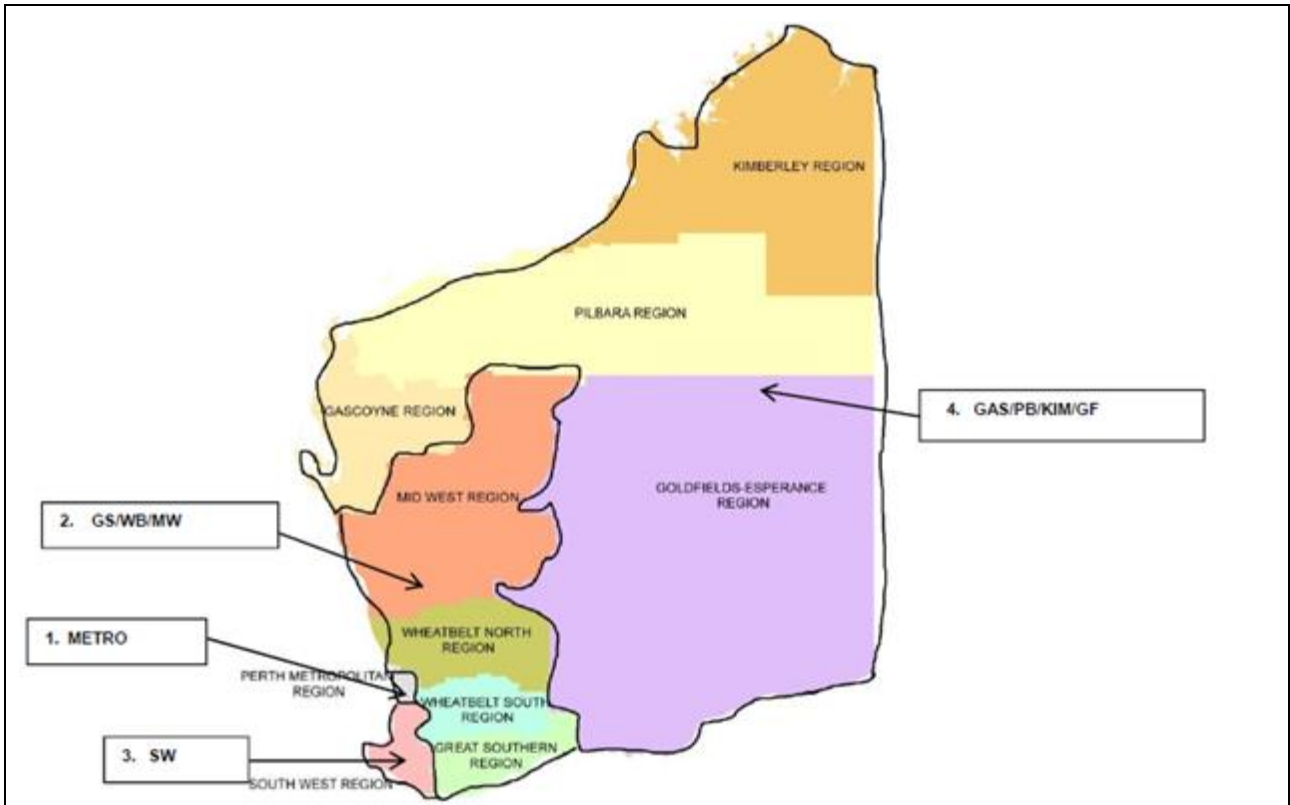 KIMBERLEY REGION
PILBARA REGION
GASCOYNE REGION
4. GAS/PB/KIM/GF
MID WEST REGION
GOLDFIELDS-ESPERANCE
REGION
2. GS/WB/MW
1. METRO
WHEATBELT NORTH
REGION
PERTH METROPOLITAN
REGION
WHEATBELT SOUTH
REGION
3. SW
GREAT SOUTHERN
REGION
SOUTH WEST REGION